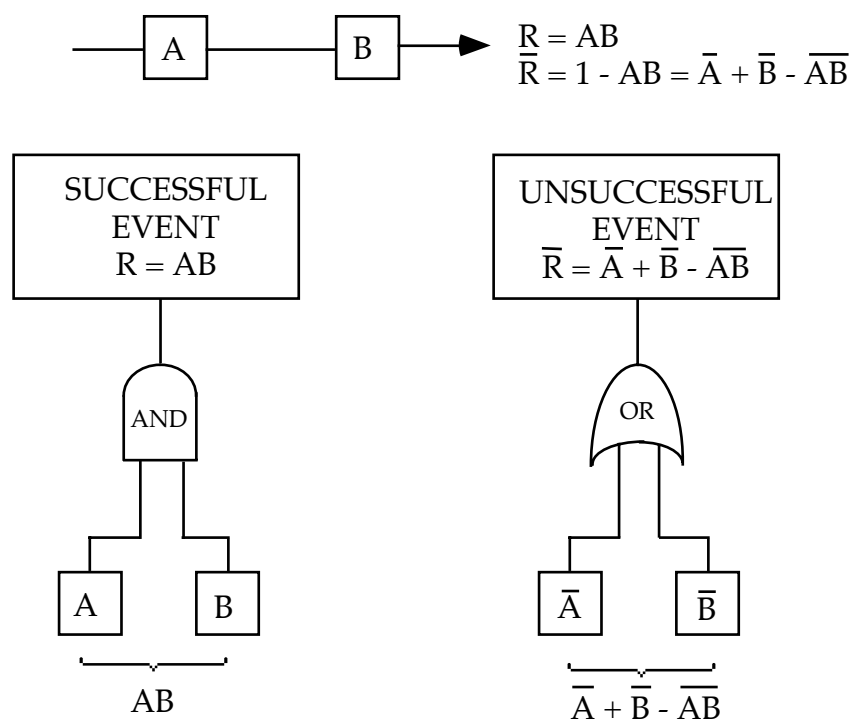 A
B
R = AB
R̅ = 1 - AB = A̅ + B̅ - A̅B̅
SUCCESSFUL
EVENT
R = AB
UNSUCCESSFUL
EVENT
R̅ = A̅ + B̅ - A̅B̅
AND
OR
A
B
A̅
B̅
AB
A̅ + B̅ - A̅B̅